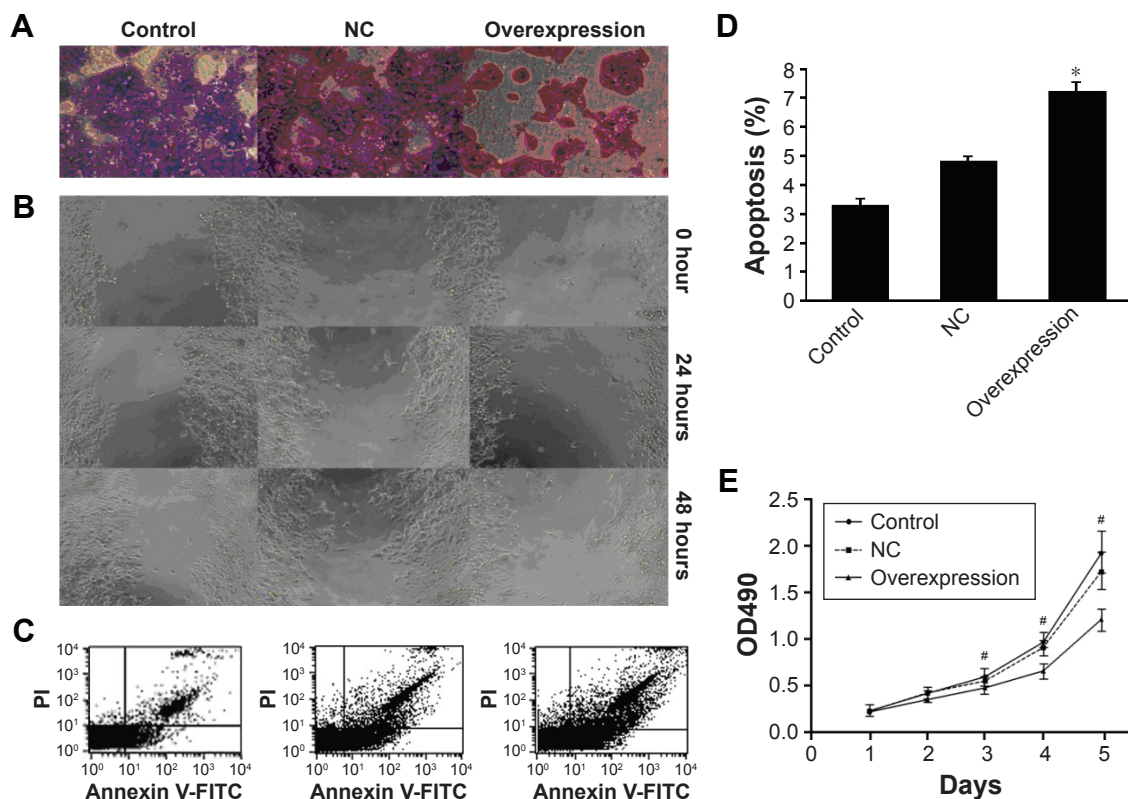 A
Control NC Overexpression
B
0 hour
24 hours
48 hours
C
PI
10⁴
10³
10²
10¹
10⁰
10⁰ 10¹ 10² 10³ 10⁴
Annexin V-FITC
PI
10⁴
10³
10²
10¹
10⁰
10⁰ 10¹ 10² 10³ 10⁴
Annexin V-FITC
PI
10⁴
10³
10²
10¹
10⁰
10⁰ 10¹ 10² 10³ 10⁴
Annexin V-FITC
D
Apoptosis (%)
8
7
6
5
4
3
2
1
0
*
Control
NC
Overexpression
E
OD490
2.5
2.0
1.5
1.0
0.5
0.0
Control
NC
Overexpression
# # #
0 1 2 3 4 5
Days